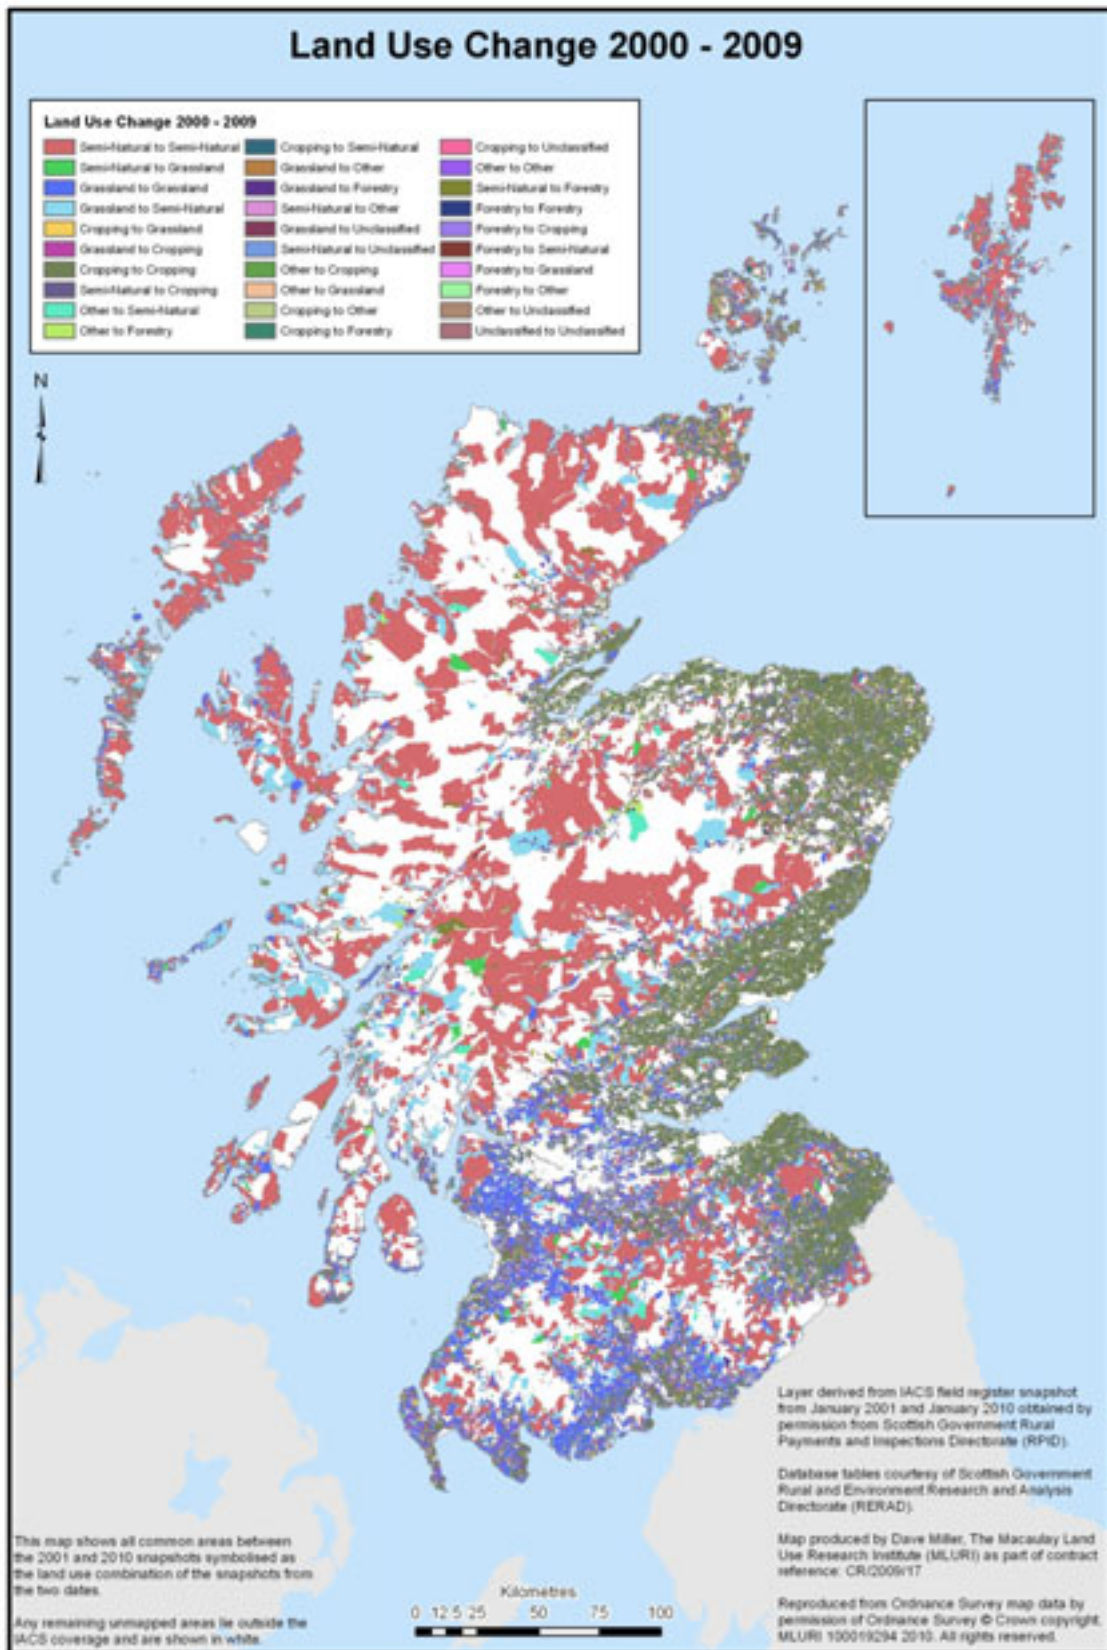 Land Use Change 2000 - 2009
Land Use Change 2000 - 2009
Semi-Natural to Semi-Natural
Semi-Natural to Grassland
Grassland to Grassland
Grassland to Semi-Natural
Cropping to Grassland
Grassland to Cropping
Cropping to Cropping
Semi-Natural to Cropping
Other to Semi-Natural
Other to Forestry
Cropping to Semi-Natural
Grassland to Other
Grassland to Forestry
Semi-Natural to Other
Grassland to Unclassified
Semi-Natural to Unclassified
Other to Cropping
Other to Grassland
Cropping to Other
Cropping to Forestry
Cropping to Unclassified
Other to Other
Semi-Natural to Forestry
Forestry to Forestry
Forestry to Cropping
Forestry to Semi-Natural
Forestry to Grassland
Forestry to Other
Other to Unclassified
Unclassified to Unclassified
N
Layer derived from IACS field register snapshot
from January 2001 and January 2010 obtained by
permission from Scottish Government Rural
Payments and Inspections Directorate (RPID).
Database tables courtesy of Scottish Government
Rural and Environment Research and Analysis
Directorate (RERAD).
Map produced by Dave Miller, The Macaulay Land
Use Research Institute (MLURI) as part of contract
reference: CR/2009/17
Reproduced from Ordnance Survey map data by
permission of Ordnance Survey © Crown copyright.
MLURI 100019294 2010. All rights reserved.
This map shows all common areas between
the 2001 and 2010 snapshots symbolised as
the land use combination of the snapshots from
the two dates.
Any remaining unmapped areas lie outside the
IACS coverage and are shown in white.
Kilometres
0 12.5 25 50 75 100